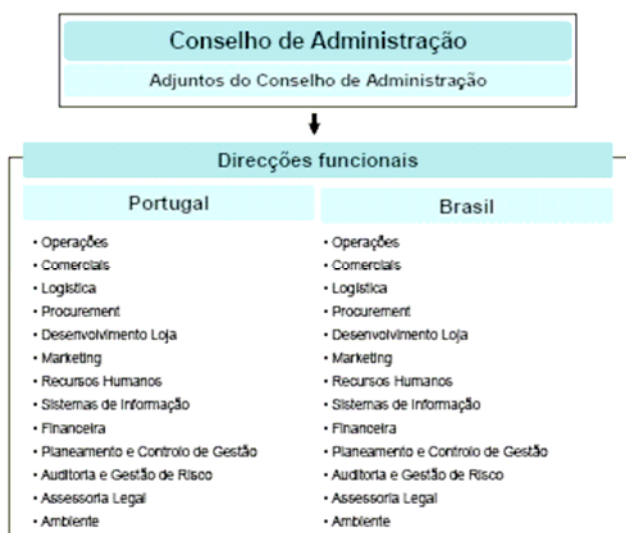 Conselho de Administração
Adjuntos do Conselho de Administração
Direcções funcionais
Portugal
• Operações
• Comerciais
• Logística
• Procurement
• Desenvolvimento Loja
• Marketing
• Recursos Humanos
• Sistemas de Informação
• Financeira
• Planeamento e Controlo de Gestão
• Auditoria e Gestão de Risco
• Assessoria Legal
• Ambiente
Brasil
• Operações
• Comerciais
• Logística
• Procurement
• Desenvolvimento Loja
• Marketing
• Recursos Humanos
• Sistemas de Informação
• Financeira
• Planeamento e Controlo de Gestão
• Auditoria e Gestão de Risco
• Assessoria Legal
• Ambiente